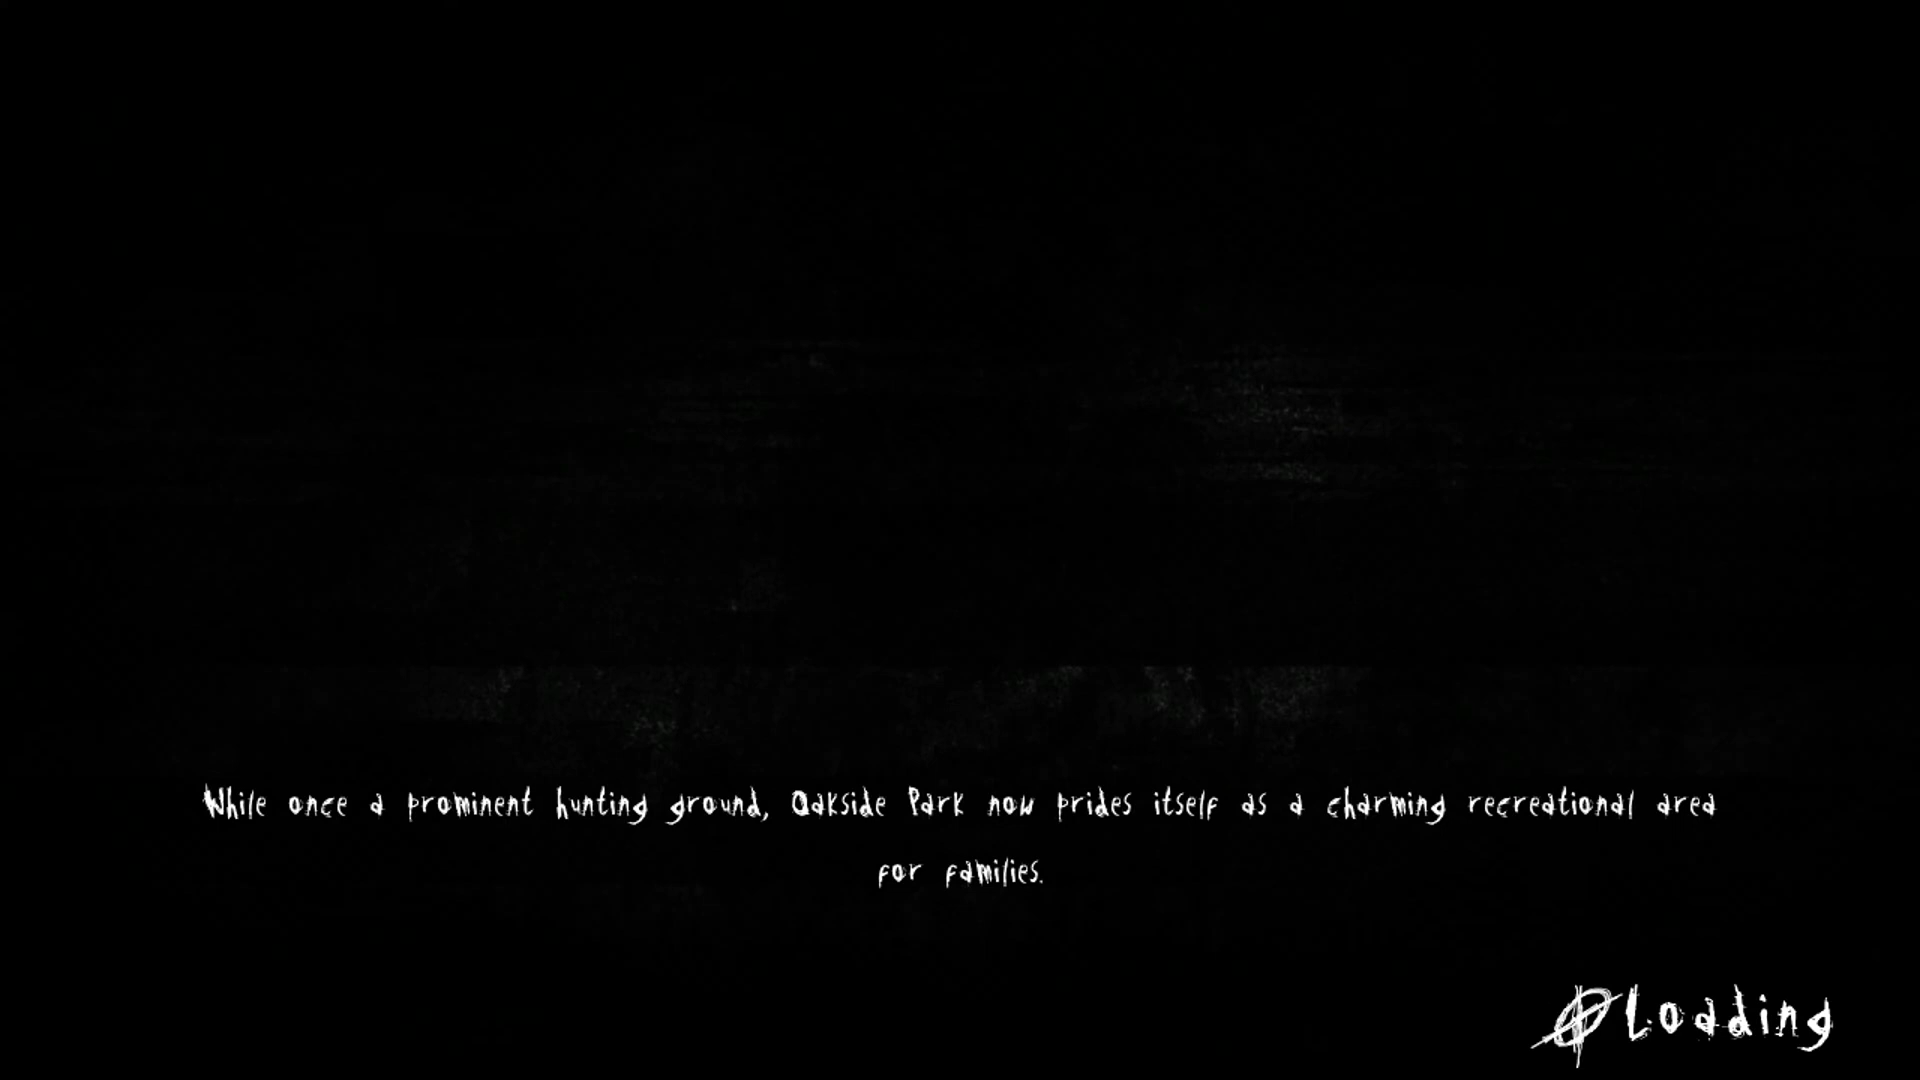 While once a prominent hunting ground, Oakside Park now prides itself as a charming recreational area
for families.
Loading